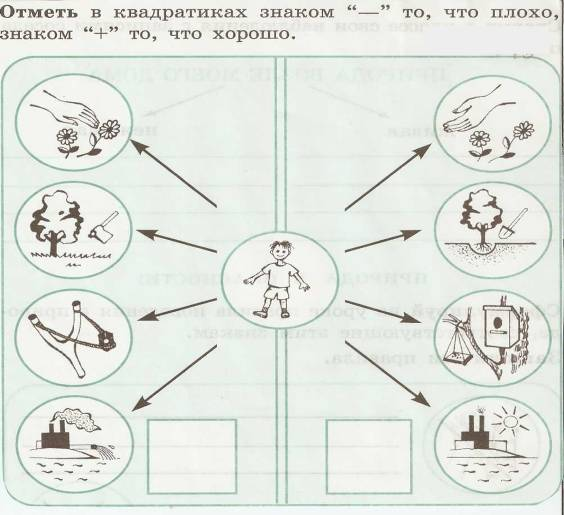 Отметь в квадратиках знаком “—” то, что плохо,
знаком “+” то, что хорошо.